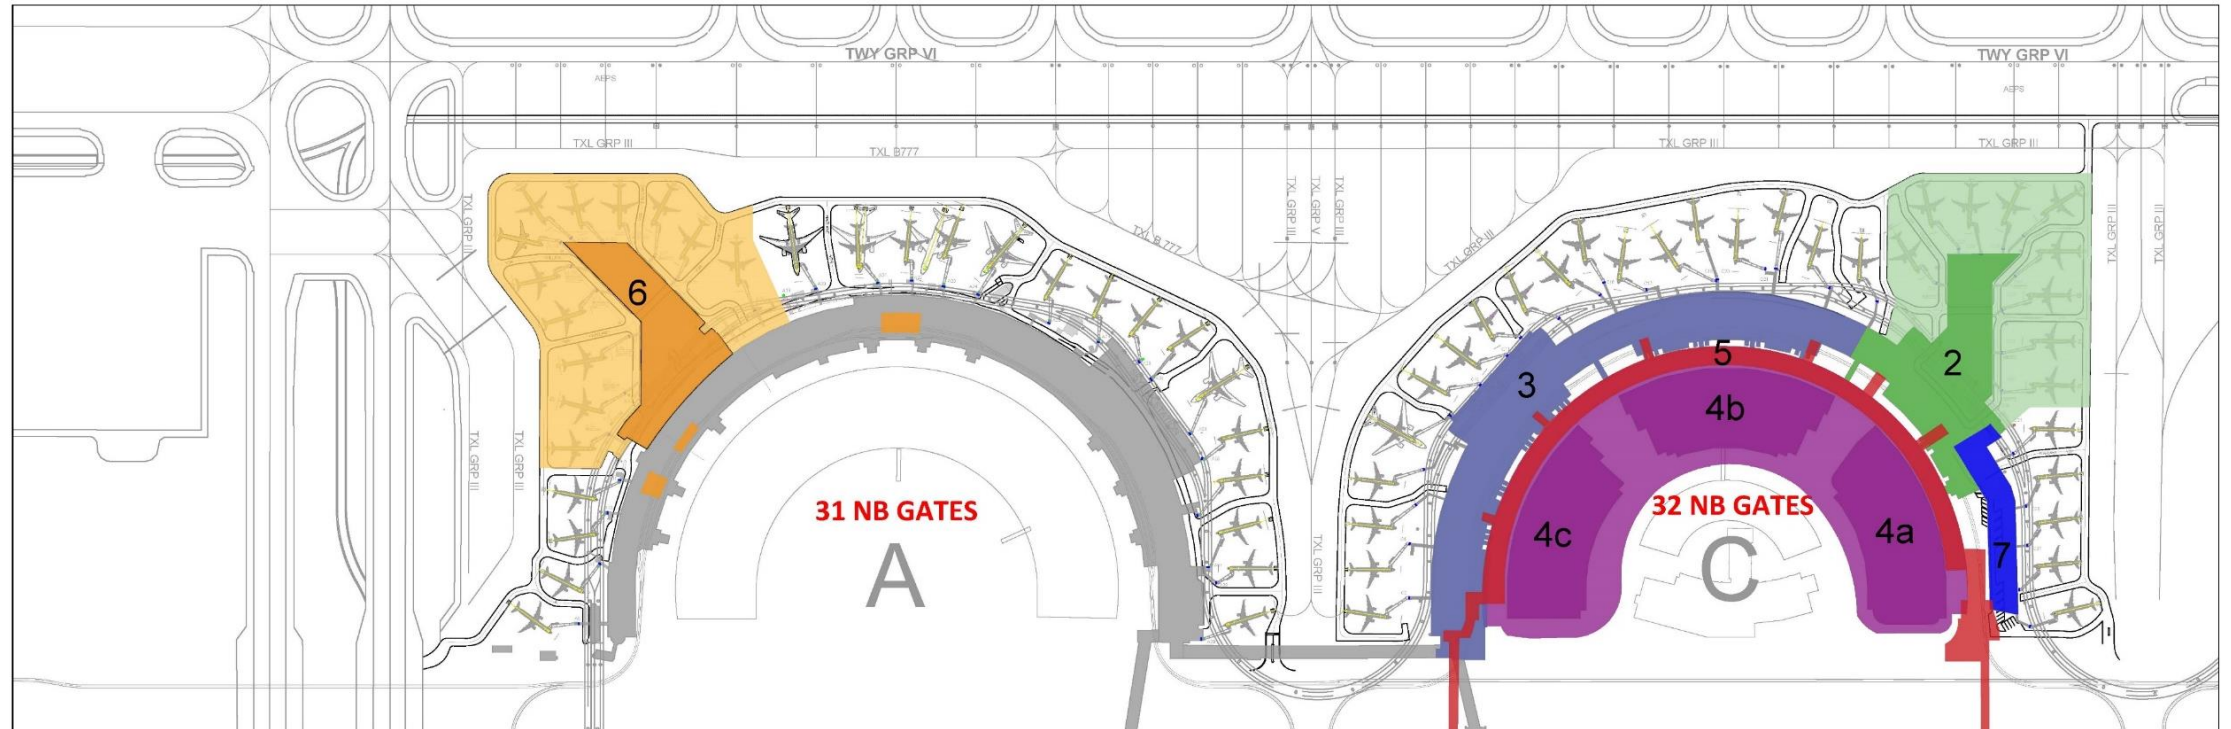 TWY GRP VI
TWY GRP VI
AEPS
AEPS
TXL GRP III
TXL B777
TXL GRP III
TXL GRP III
TXL GRP III
TXL GRP III
TXL GRP V
TXL GRP III
TXL B 777
TXL GRP III
TXL GRP III
TXL GRP III
6
5
2
3
4b
TXL GRP III
TXL GRP III
31 NB GATES
32 NB GATES
4c
4a
A
C
7
TXL GRP III